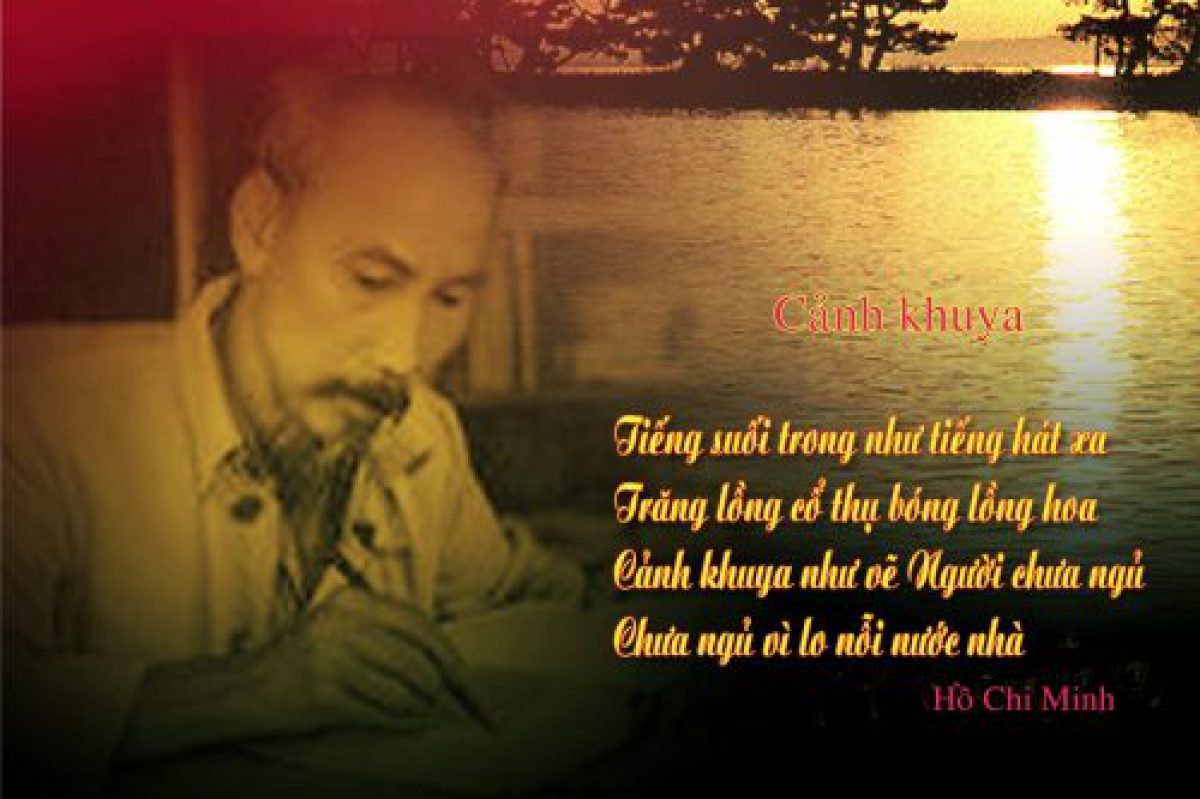 Cảnh khuya
Tiếng suối trong như tiếng hát xa
Trăng lồng cổ thụ bóng lồng hoa
Cảnh khuya như vẽ Người chưa ngủ
Chưa ngủ vì lo nỗi nước nhà
Hồ Chi Minh